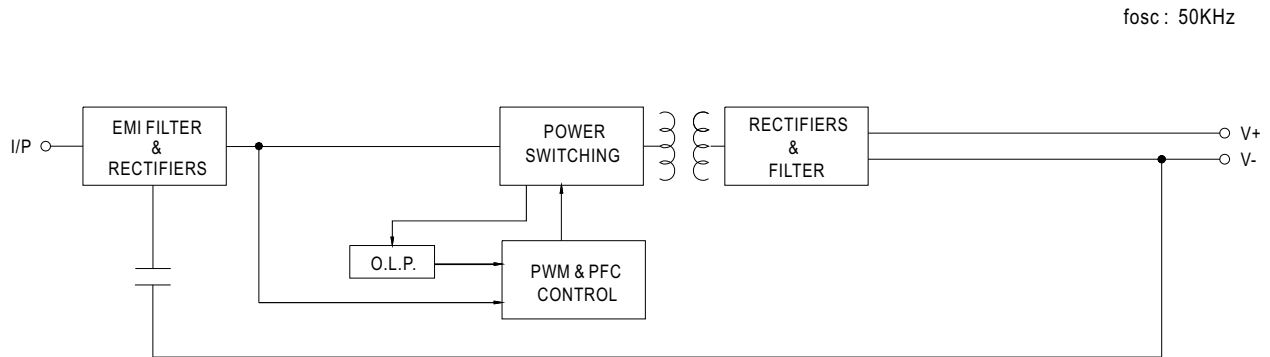 fosc : 50KHz
I/P
EMI FILTER
&
RECTIFIERS
POWER
SWITCHING
RECTIFIERS
&
FILTER
V+
V-
O.L.P.
PWM & PFC
CONTROL